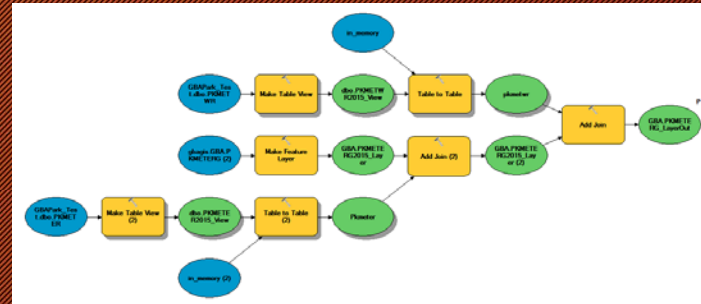 in_memory
GBAPark_Tes
t.dbo.PKMET
WR
Make Table View
dbo.PKMETW
R2015_View
Table to Table
pkmeter
Add Join
GBA.PKMETE
RG_LayerOut
P
gbagis.GBA.P
KMETERG (2)
Make Feature
Layer
GBA.PKMETE
RG2015_Lay
er
Add Join (2)
GBA.PKMETE
RG2015_Lay
er (2)
GBAPark_Tes
t.dbo.PKMET
ER
Make Table View
(2)
dbo.PKMETE
R2015_View
Table to Table
(2)
Pkmeter
in_memory (2)